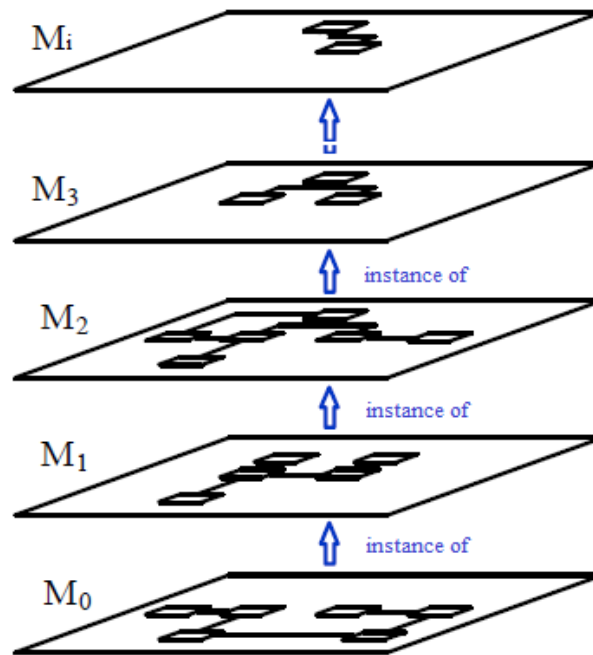 Mᵢ
M₃
instance of
M₂
instance of
M₁
instance of
M₀